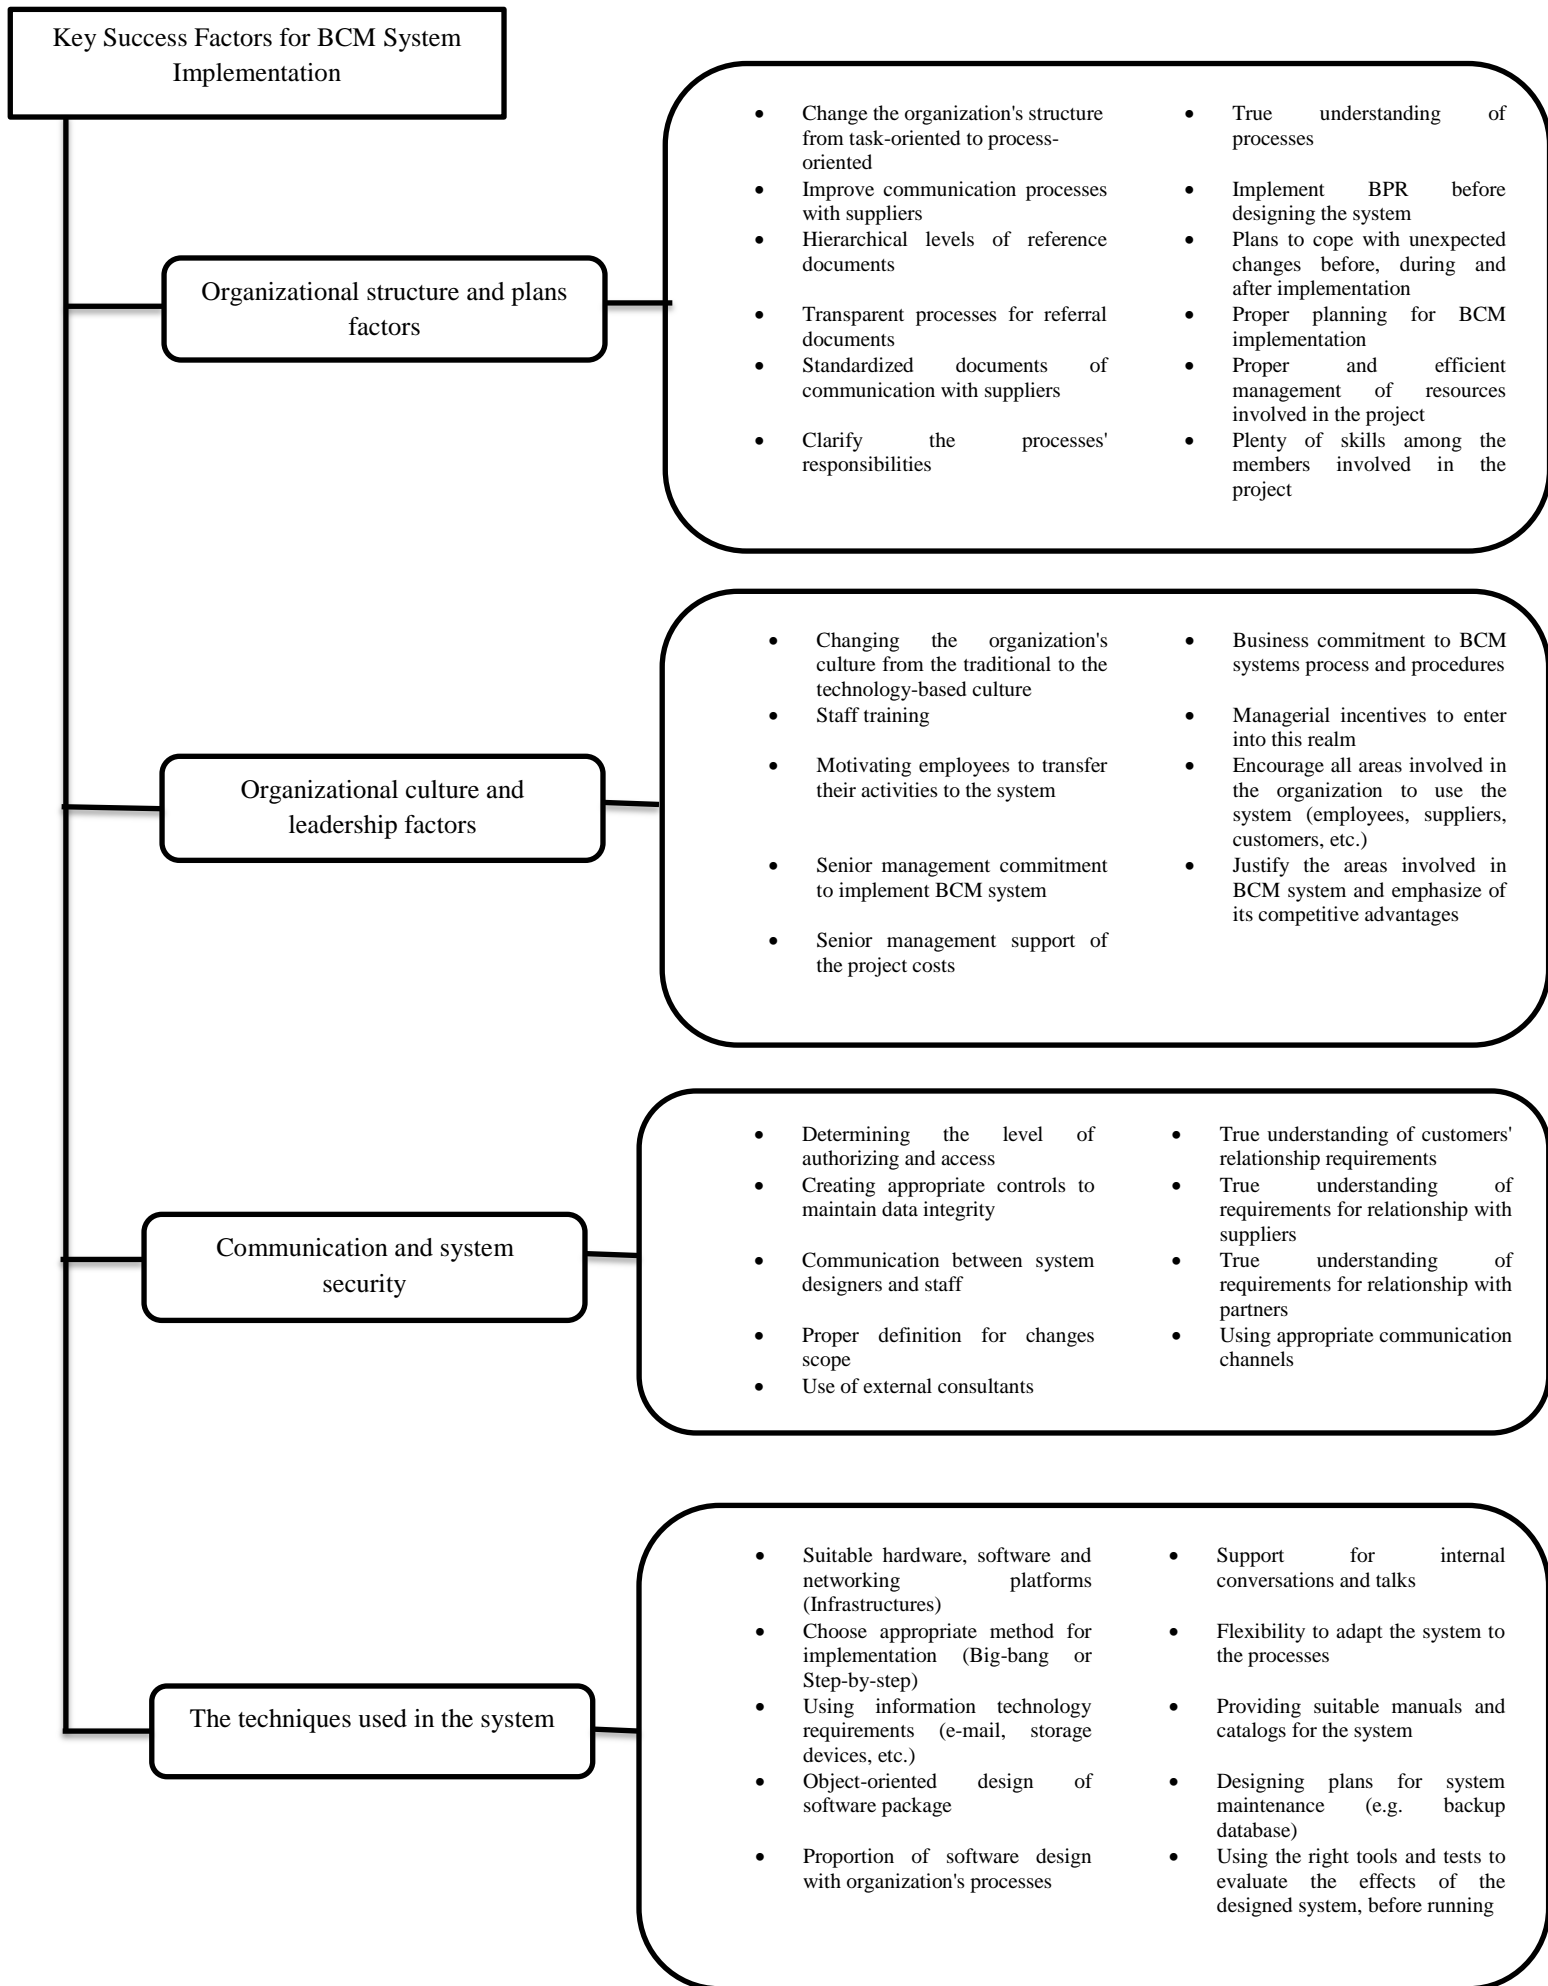 Key Success Factors for BCM System
Implementation
Organizational structure and plans
factors
• Change the organization's structure
from task-oriented to process-
oriented
• Improve communication processes
with suppliers
• Hierarchical levels of reference
documents
• Transparent processes for referral
documents
• Standardized documents of
communication with suppliers
• Clarify the processes'
responsibilities
• True understanding of
processes
• Implement BPR before
designing the system
• Plans to cope with unexpected
changes before, during and
after implementation
• Proper planning for BCM
implementation
• Proper and efficient
management of resources
involved in the project
• Plenty of skills among the
members involved in the
project
Organizational culture and
leadership factors
• Changing the organization's
culture from the traditional to the
technology-based culture
• Staff training
• Motivating employees to transfer
their activities to the system
• Senior management commitment
to implement BCM system
• Senior management support of
the project costs
• Business commitment to BCM
systems process and procedures
• Managerial incentives to enter
into this realm
• Encourage all areas involved in
the organization to use the
system (employees, suppliers,
customers, etc.)
• Justify the areas involved in
BCM system and emphasize of
its competitive advantages
Communication and system
security
• Determining the level of
authorizing and access
• Creating appropriate controls to
maintain data integrity
• Communication between system
designers and staff
• Proper definition for changes
scope
• Use of external consultants
• True understanding of customers'
relationship requirements
• True understanding of
requirements for relationship with
suppliers
• True understanding of
requirements for relationship with
partners
• Using appropriate communication
channels
The techniques used in the system
• Suitable hardware, software and
networking platforms
(Infrastructures)
• Choose appropriate method for
implementation (Big-bang or
Step-by-step)
• Using information technology
requirements (e-mail, storage
devices, etc.)
• Object-oriented design of
software package
• Proportion of software design
with organization's processes
• Support for internal
conversations and talks
• Flexibility to adapt the system to
the processes
• Providing suitable manuals and
catalogs for the system
• Designing plans for system
maintenance (e.g. backup
database)
• Using the right tools and tests to
evaluate the effects of the
designed system, before running